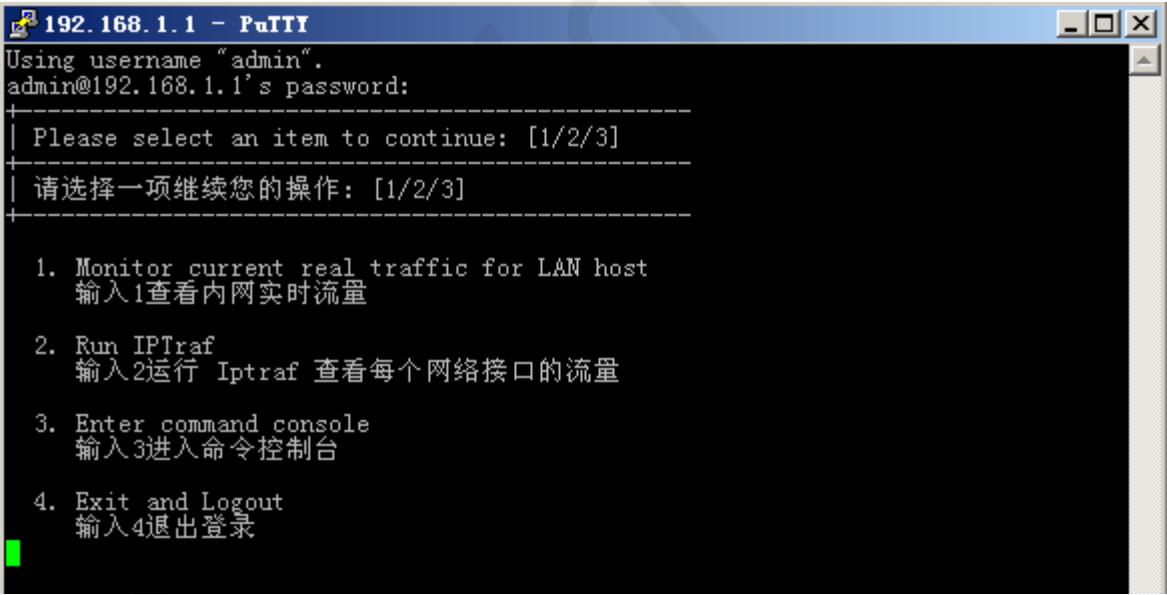 192.168.1.1 - PuTTY
Using username "admin".
admin@192.168.1.1's password:
Please select an item to continue: [1/2/3]
请选择一项继续您的操作: [1/2/3]
1. Monitor current real traffic for LAN host
输入1查看内网实时流量
2. Run IPTraf
输入2运行 Iptraf 查看每个网络接口的流量
3. Enter command console
输入3进入命令控制台
4. Exit and Logout
输入4退出登录